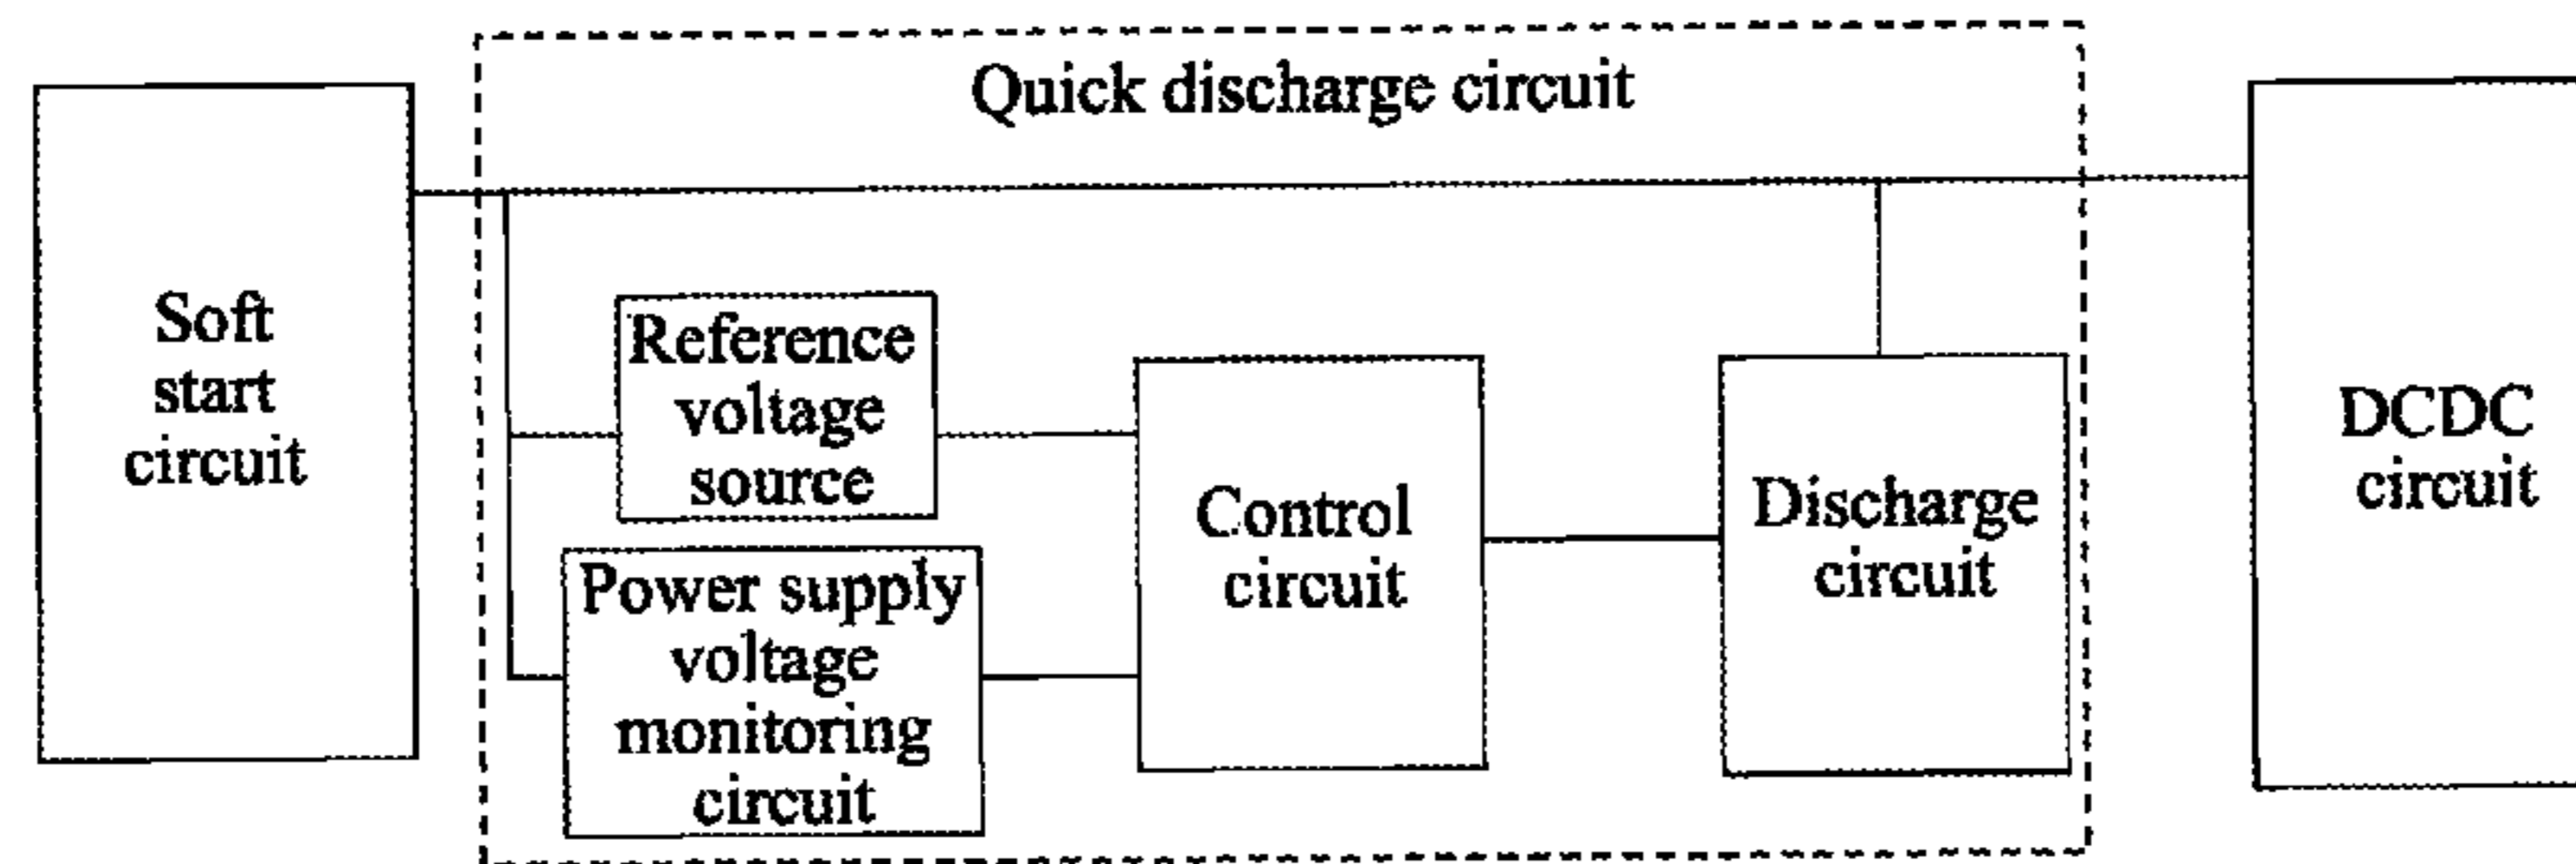 Quick discharge circuit
Soft
start
circuit
Reference
voltage
source
Power supply
voltage
monitoring
circuit
Control
circuit
Discharge
circuit
DCDC
circuit